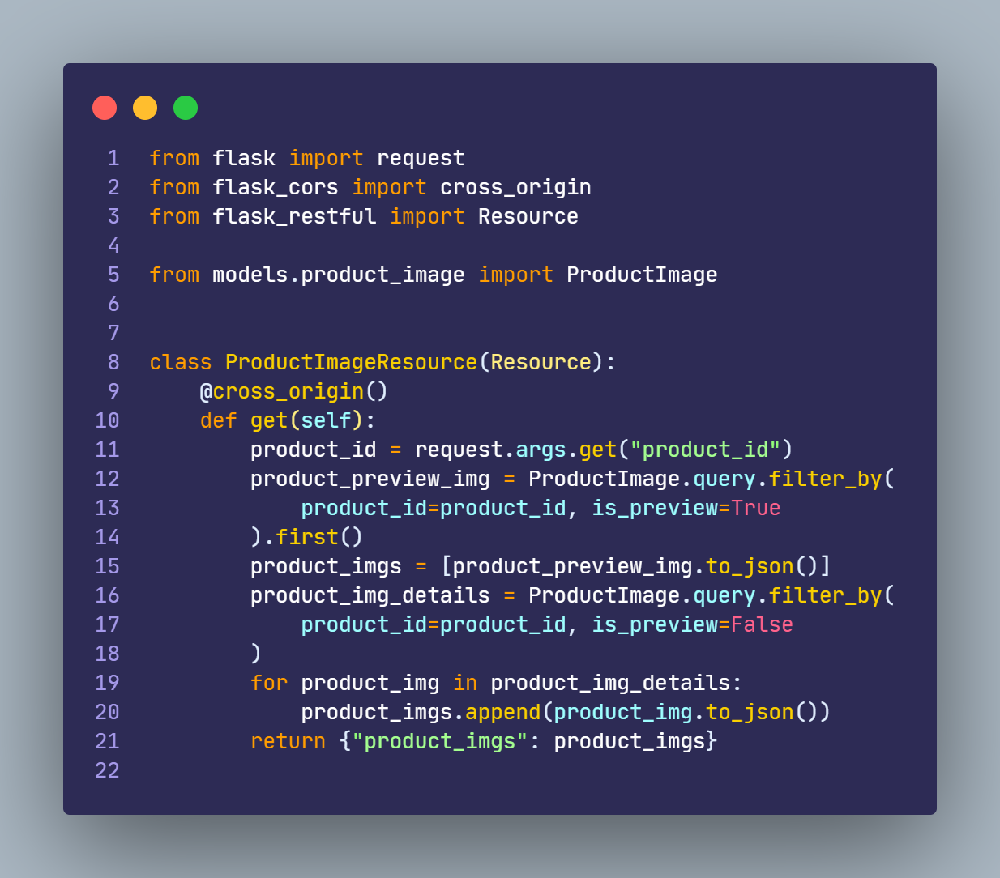 1 from flask import request
2 from flask_cors import cross_origin
3 from flask_restful import Resource
4
5 from models.product_image import ProductImage
6
7
8 class ProductImageResource(Resource):
9     @cross_origin()
10     def get(self):
11         product_id = request.args.get("product_id")
12         product_preview_img = ProductImage.query.filter_by(
13             product_id=product_id, is_preview=True
14         ).first()
15         product_imgs = [product_preview_img.to_json()]
16         product_img_details = ProductImage.query.filter_by(
17             product_id=product_id, is_preview=False
18         )
19         for product_img in product_img_details:
20             product_imgs.append(product_img.to_json())
21         return {"product_imgs": product_imgs}
22